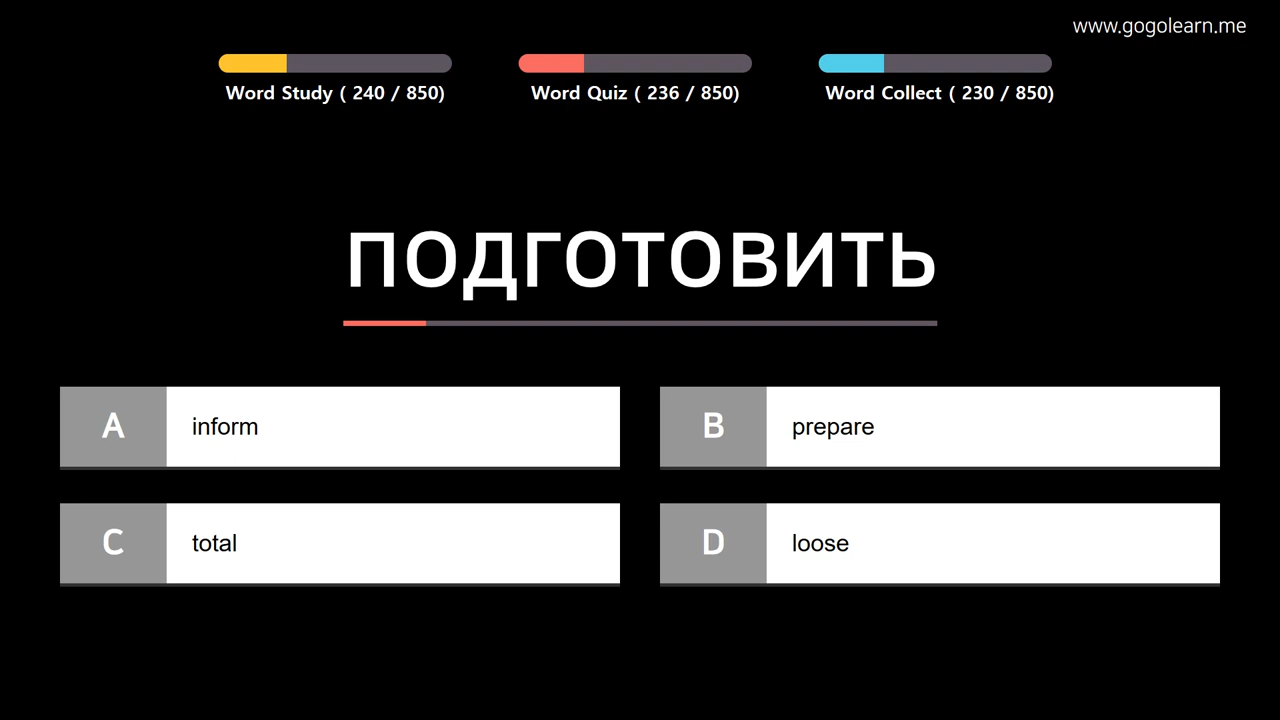 www.gogolearn.me
Word Study ( 240 / 850)
Word Quiz ( 236 / 850)
Word Collect ( 230 / 850)
подготовить
A inform
B prepare
C total
D loose